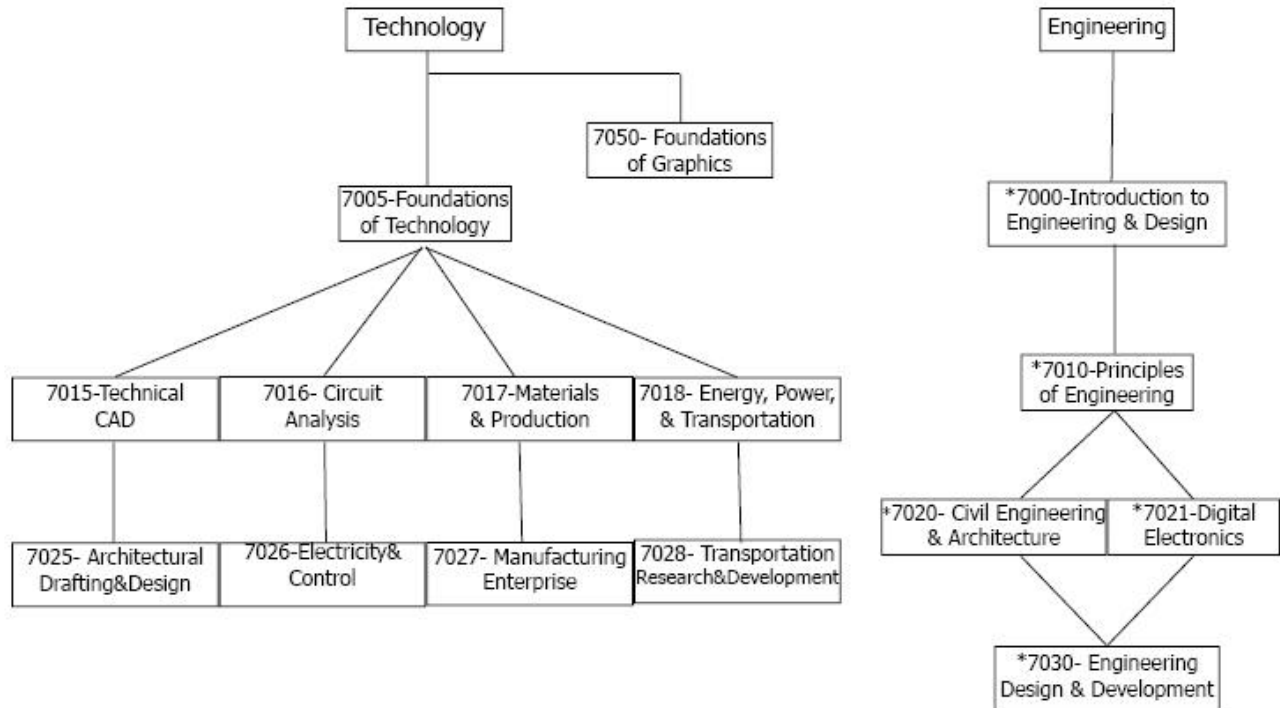 Technology
Engineering
7050- Foundations
of Graphics
7005-Foundations
of Technology
*7000-Introduction to
Engineering & Design
*7010-Principles
of Engineering
7015-Technical
CAD
7016- Circuit
Analysis
7017-Materials
& Production
7018- Energy, Power,
& Transportation
*7020- Civil Engineering
& Architecture
*7021-Digital
Electronics
7025- Architectural
Drafting&Design
7026-Electricity&
Control
7027- Manufacturing
Enterprise
7028- Transportation
Research&Development
*7030- Engineering
Design & Development